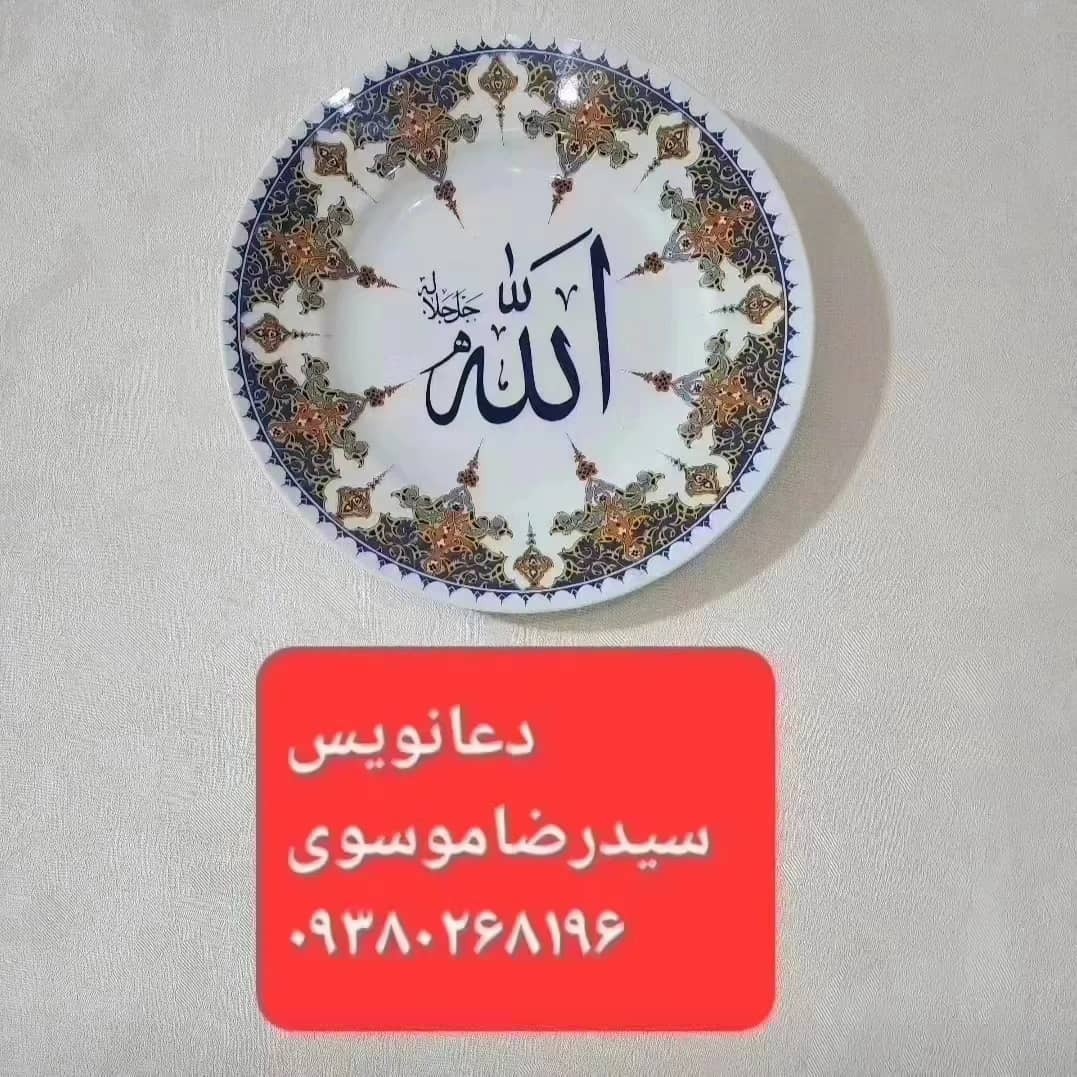 الله
جل جلاله
دعانویس
سیدرضاموسوی
۰۹۳۸۰۲۶۸۱۹۶